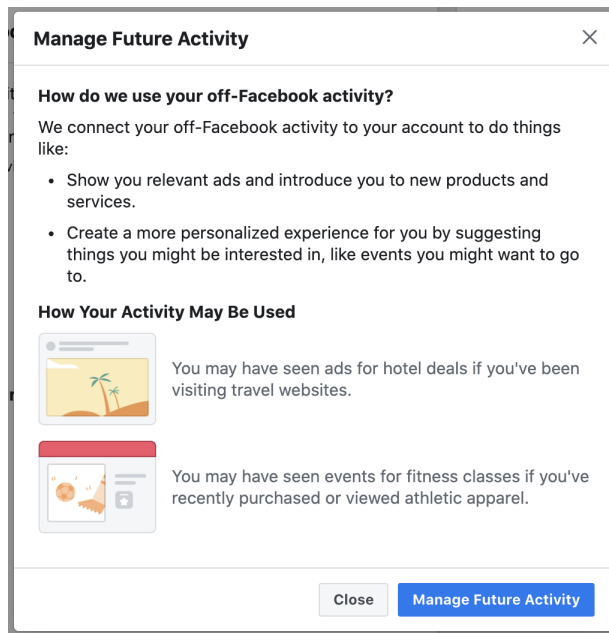 Manage Future Activity
How do we use your off-Facebook activity?
We connect your off-Facebook activity to your account to do things
like:
• Show you relevant ads and introduce you to new products and
services.
• Create a more personalized experience for you by suggesting
things you might be interested in, like events you might want to go
to.
How Your Activity May Be Used
You may have seen ads for hotel deals if you've been
visiting travel websites.
You may have seen events for fitness classes if you've
recently purchased or viewed athletic apparel.
Close
Manage Future Activity